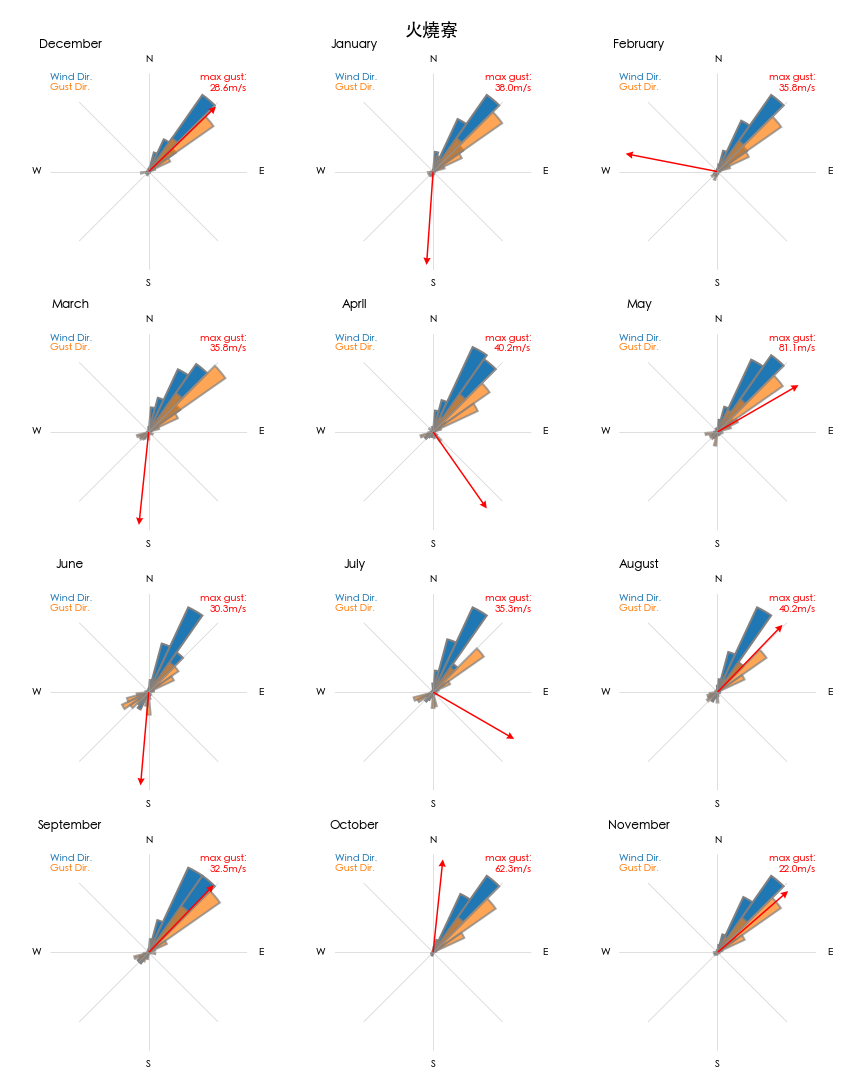 火燒寮
December
N
Wind Dir.
Gust Dir.
max gust:
28.6m/s
W
E
S
January
N
Wind Dir.
Gust Dir.
max gust:
38.0m/s
W
E
S
February
N
Wind Dir.
Gust Dir.
max gust:
35.8m/s
W
E
S
March
N
Wind Dir.
Gust Dir.
max gust:
35.8m/s
W
E
S
April
N
Wind Dir.
Gust Dir.
max gust:
40.2m/s
W
E
S
May
N
Wind Dir.
Gust Dir.
max gust:
81.1m/s
W
E
S
June
N
Wind Dir.
Gust Dir.
max gust:
30.3m/s
W
E
S
July
N
Wind Dir.
Gust Dir.
max gust:
35.3m/s
W
E
S
August
N
Wind Dir.
Gust Dir.
max gust:
40.2m/s
W
E
S
September
N
Wind Dir.
Gust Dir.
max gust:
32.5m/s
W
E
S
October
N
Wind Dir.
Gust Dir.
max gust:
62.3m/s
W
E
S
November
N
Wind Dir.
Gust Dir.
max gust:
22.0m/s
W
E
S